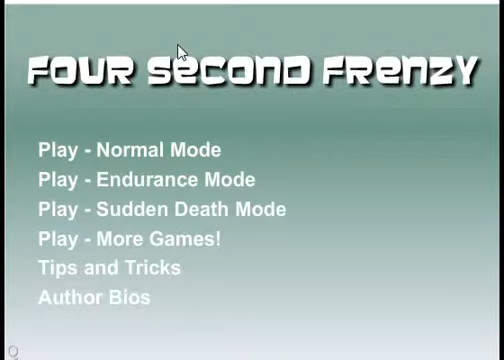 Four Second Frenzy
Play - Normal Mode
Play - Endurance Mode
Play - Sudden Death Mode
Play - More Games!
Tips and Tricks
Author Bios
Q